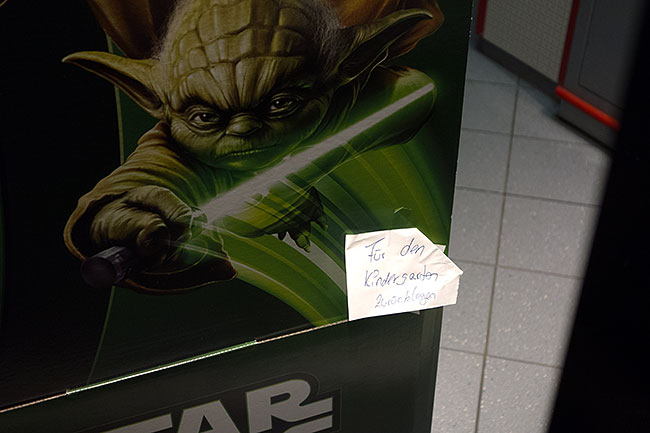 Für den
Kindergarten
Zurücklegen
STAR